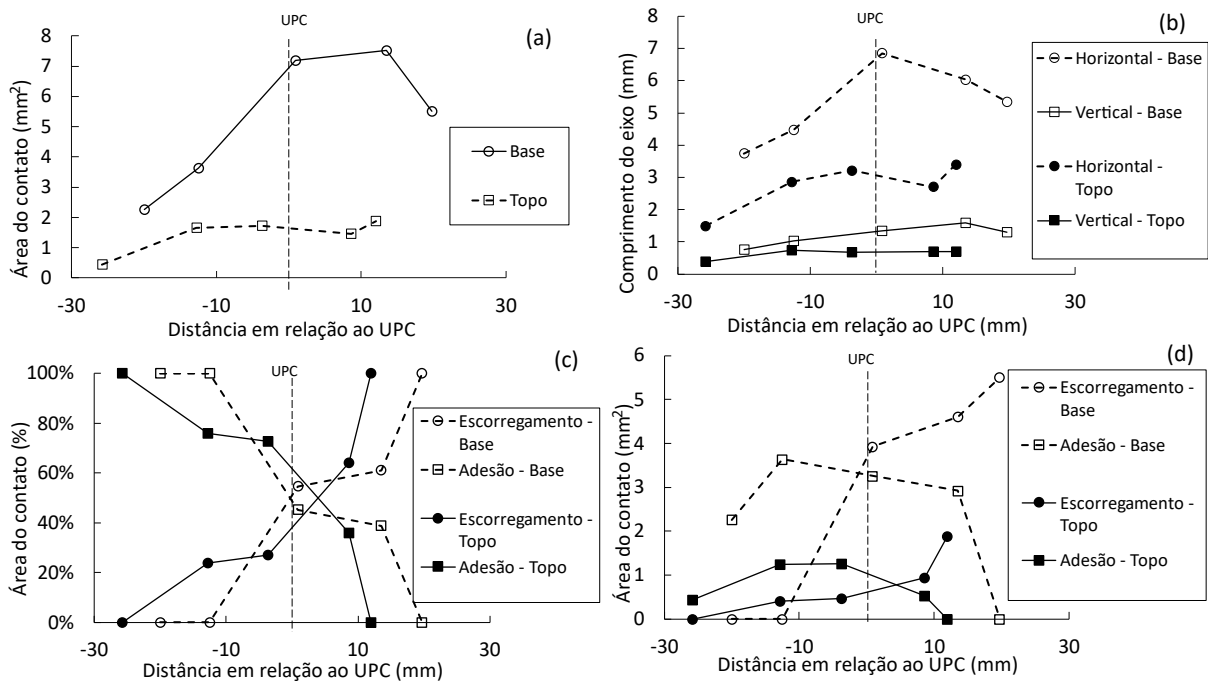 UPC
(a)
8
7
6
5
4
3
2
1
0
-30
-10
10
30
Área do contato (mm²)
Distância em relação ao UPC
Base
Topo
UPC
(b)
8
7
6
5
4
3
2
1
0
-30
-10
10
30
Comprimento do eixo (mm)
Distância em relação ao UPC (mm)
Horizontal - Base
Vertical - Base
Horizontal -
Topo
Vertical - Topo
UPC
(c)
100%
80%
60%
40%
20%
0%
-30
-10
10
30
Área do contato (%)
Distância em relação ao UPC (mm)
Escorregamento -
Base
Adesão - Base
Escorregamento -
Topo
Adesão - Topo
UPC
(d)
6
5
4
3
2
1
0
-30
-10
10
30
Área do contato (mm²)
Distância em relação ao UPC (mm)
Escorregamento -
Base
Adesão - Base
Escorregamento -
Topo
Adesão - Topo